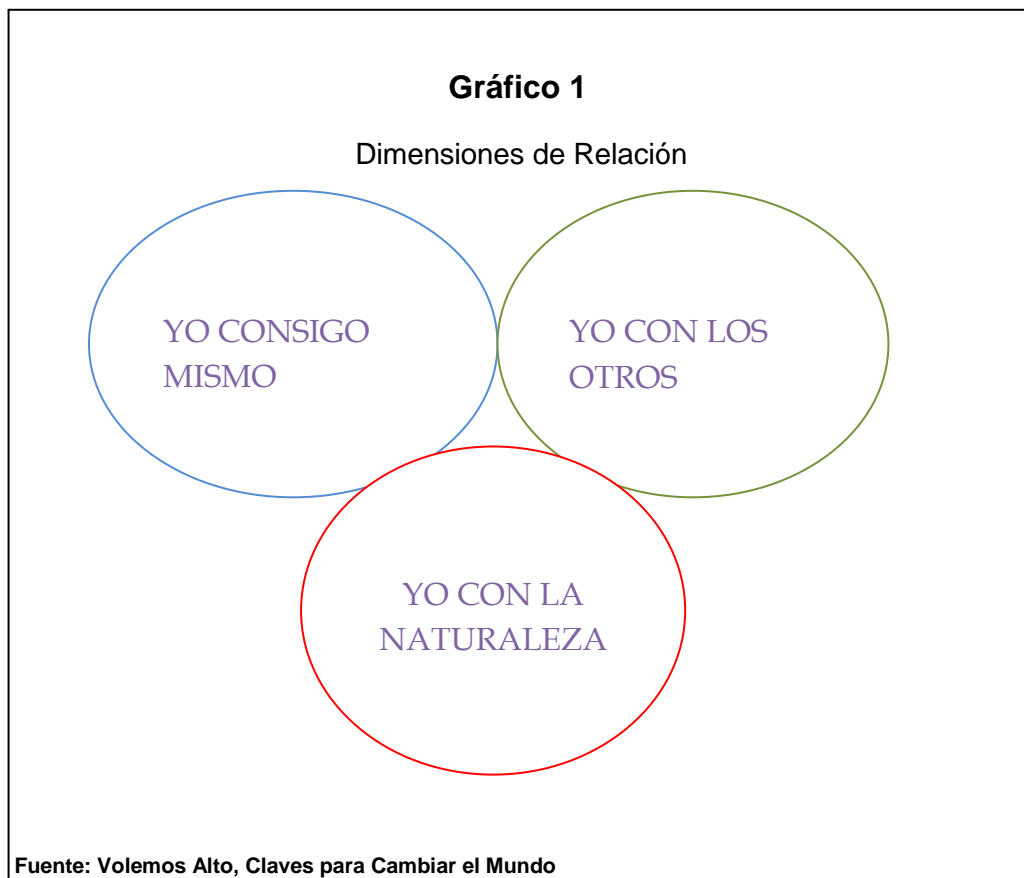 Gráfico 1
Dimensiones de Relación
YO CONSIGO
MISMO
YO CON LOS
OTROS
YO CON LA
NATURALEZA
Fuente: Volemos Alto, Claves para Cambiar el Mundo